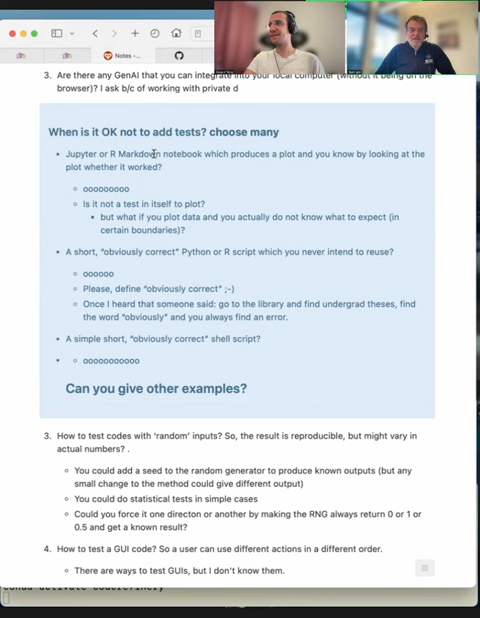 Notes -...
3. Are there any GenAI that you can integrate into your local computer (without it being on the
browser)? I ask b/c of working with private d
When is it OK not to add tests? choose many
• Jupyter or R Markdown notebook which produces a plot and you know by looking at the
plot whether it worked?
○ ooooooooo
○ Is it not a test in itself to plot?
▪ but what if you plot data and you actually do not know what to expect (in
certain boundaries)?
• A short, “obviously correct” Python or R script which you never intend to reuse?
○ oooooo
○ Please, define “obviously correct” ;-)
○ Once I heard that someone said: go to the library and find undergrad theses, find
the word “obviously” and you always find an error.
• A simple short, “obviously correct” shell script?
• ○ ooooooooooo
Can you give other examples?
3. How to test codes with ‘random’ inputs? So, the result is reproducible, but might vary in
actual numbers? .
○ You could add a seed to the random generator to produce known outputs (but any
small change to the method could give different output)
○ You could do statistical tests in simple cases
○ Could you force it one directon or another by making the RNG always return 0 or 1 or
0.5 and get a known result?
4. How to test a GUI code? So a user can use different actions in a different order.
○ There are ways to test GUIs, but I don't know them.
conda activate coderefinery